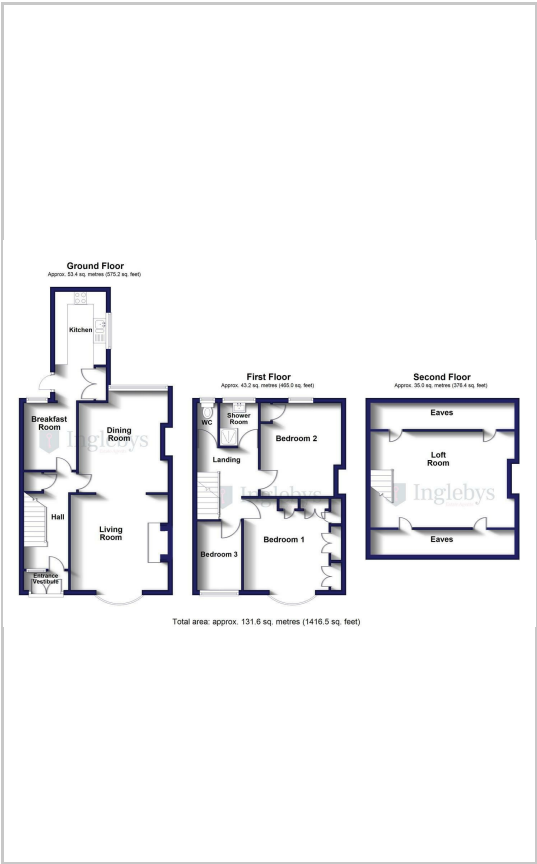 Ground Floor
Approx. 53.4 sq. metres (575.2 sq. feet)
Kitchen
Breakfast
Room
Dining
Room
Inglebys
Hall
Living
Room
Entrance
Vestibule
First Floor
Approx. 43.2 sq. metres (465.0 sq. feet)
WC
Shower
Room
Bedroom 2
Landing
Inglebys
Bedroom 3
Bedroom 1
Second Floor
Approx. 35.0 sq. metres (376.4 sq. feet)
Eaves
Loft
Room
Inglebys
Eaves
Total area: approx. 131.6 sq. metres (1416.5 sq. feet)